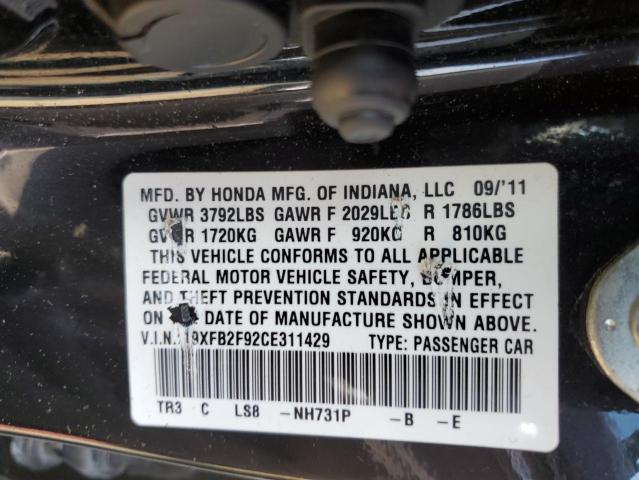 MFD. BY HONDA MFG. OF INDIANA, LLC 09/'11
GVWR 3792LBS GAWR F 2029LBS R 1786LBS
GVWR 1720KG GAWR F 920KG R 810KG
THIS VEHICLE CONFORMS TO ALL APPLICABLE
FEDERAL MOTOR VEHICLE SAFETY, BUMPER,
AND THEFT PREVENTION STANDARDS IN EFFECT
ON DATE OF MANUFACTURE SHOWN ABOVE.
V.I.N. 19XFB2F92CE311429 TYPE: PASSENGER CAR
TR3 C LS8 -NH731P -B -E